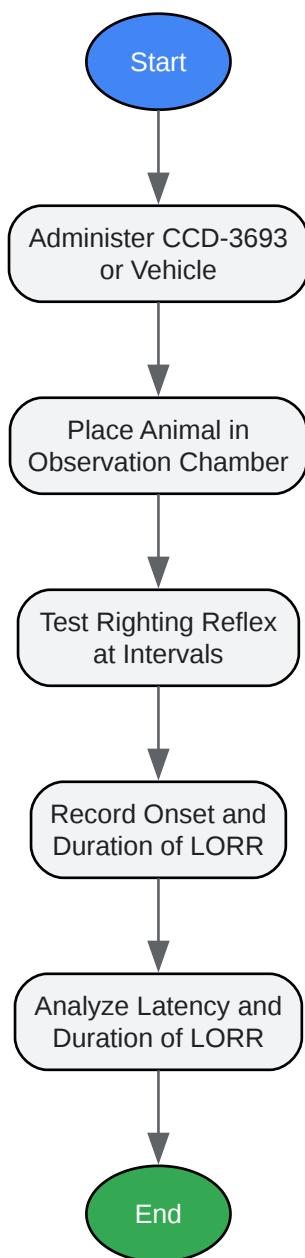 Start
Administer CCD-3693
or Vehicle
Place Animal in
Observation Chamber
Test Righting Reflex
at Intervals
Record Onset and
Duration of LORR
Analyze Latency and
Duration of LORR
End